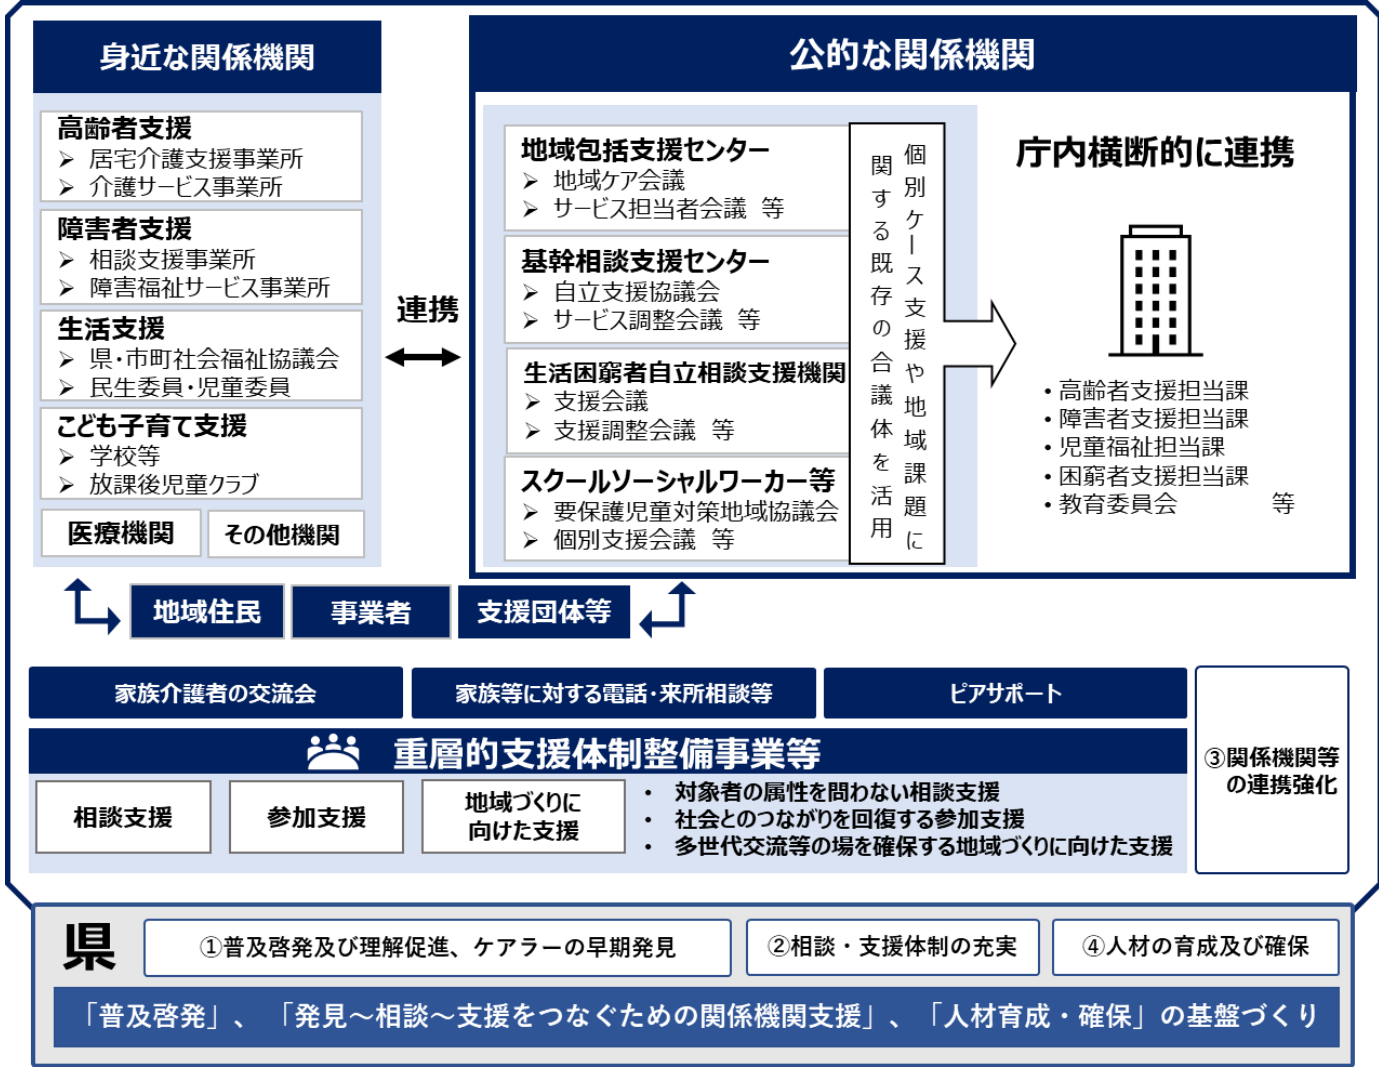 身近な関係機関
高齢者支援
➢ 居宅介護支援事業所
➢ 介護サービス事業所
障害者支援
➢ 相談支援事業所
➢ 障害福祉サービス事業所
生活支援
➢ 県・市町社会福祉協議会
➢ 民生委員・児童委員
こども子育て支援
➢ 学校等
➢ 放課後児童クラブ
医療機関
その他機関
連携
公的な関係機関
地域包括支援センター
➢ 地域ケア会議
➢ サービス担当者会議 等
基幹相談支援センター
➢ 自立支援協議会
➢ サービス調整会議 等
生活困窮者自立相談支援機関
➢ 支援会議
➢ 支援調整会議 等
スクールソーシャルワーカー等
➢ 要保護児童対策地域協議会
➢ 個別支援会議 等
個別ケース支援や地域課題に
関する既存の合議体を活用
庁内横断的に連携
・高齢者支援担当課
・障害者支援担当課
・児童福祉担当課
・困窮者支援担当課
・教育委員会 等
地域住民
事業者
支援団体等
家族介護者の交流会
家族等に対する電話・来所相談等
ピアサポート
重層的支援体制整備事業等
相談支援
参加支援
地域づくりに
向けた支援
・ 対象者の属性を問わない相談支援
・ 社会とのつながりを回復する参加支援
・ 多世代交流等の場を確保する地域づくりに向けた支援
③関係機関等
の連携強化
県
①普及啓発及び理解促進、ケアラーの早期発見
②相談・支援体制の充実
④人材の育成及び確保
「普及啓発」、「発見～相談～支援をつなぐための関係機関支援」、「人材育成・確保」の基盤づくり